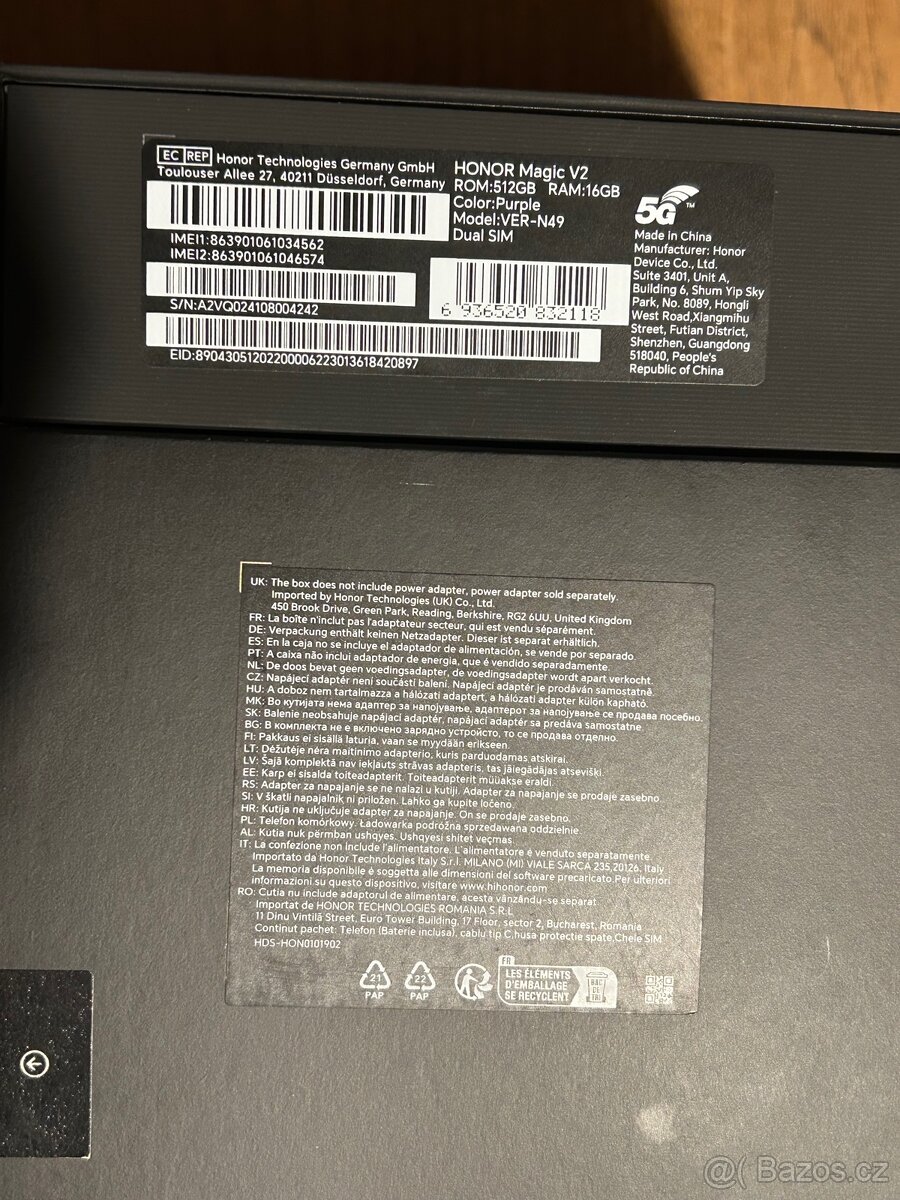 EC REP Honor Technologies Germany GmbH
Toulouser Allee 27, 40211 Düsseldorf, Germany
IMEI1:863901061034562
IMEI2:863901061046574
S/N:A2VQ024108004242
EID:89043051202200006223013618420897
HONOR Magic V2
ROM:512GB RAM:16GB
Color:Purple
Model:VER-N49
Dual SIM
6 936520 832118
5G TM
Made in China
Manufacturer: Honor
Device Co., Ltd.
Suite 3401, Unit A,
Building 6, Shum Yip Sky
Park, No. 8089, Hongli
West Road,Xiangmihu
Street, Futian District,
Shenzhen, Guangdong
518040, People's
Republic of China
UK: The box does not include power adapter, power adapter sold separately.
Imported by Honor Technologies (UK) Co., Ltd.
450 Brook Drive, Green Park, Reading, Berkshire, RG2 6UU, United Kingdom
FR: La boîte n'inclut pas l'adaptateur secteur, qui est vendu séparément.
DE: Verpackung enthält keinen Netzadapter. Dieser ist separat erhältlich.
ES: En la caja no se incluye el adaptador de alimentación, se vende por separado.
PT: A caixa não inclui adaptador de energia, que é vendido separadamente.
NL: De doos bevat geen voedingsadapter, de voedingsadapter wordt apart verkocht.
CZ: Napájecí adaptér není součástí balení. Napájecí adaptér je prodáván samostatně.
HU: A doboz nem tartalmazza a hálózati adaptert, a hálózati adapter külön kapható.
MK: Во кутијата нема адаптер за напојување, адаптерот за напојување се продава посебно.
SK: Balenie neobsahuje napájací adaptér, napájací adaptér sa predáva samostatne.
BG: В комплекта не е включено зарядно устройсто, то се продава отделно.
FI: Pakkaus ei sisällä laturia, vaan se myydään erikseen.
LT: Dėžutėje nėra maitinimo adapterio, kuris parduodamas atskirai.
LV: Šajā komplektā nav iekļauts strāvas adapteris, tas jāiegādājas atsevišķi
EE: Karp ei sisalda toiteadapterit. Toiteadapterit müüakse eraldi.
RS: Adapter za napajanje se ne nalazi u kutiji. Adapter za napajanje se prodaje zasebno.
SI: V škatli napajalnik ni priložen. Lahko ga kupite ločeno.
HR: Kutija ne uključuje adapter za napajanje. On se prodaje zasebno.
PL: Telefon komórkowy. Ładowarka podróżna sprzedawana oddzielnie.
AL: Kutia nuk përmban ushqyes. Ushqyesi shitet veçmas.
IT: La confezione non include l'alimentatore. L'alimentatore è venduto separatamente.
Importato da Honor Technologies Italy S.r.l. MILANO (MI) VIALE SARCA 235,20126, Italy
La memoria disponibile è soggetta alle dimensioni del software precaricato.Per ulteriori
informazioni su questo dispositivo, visitare www.hihonor.com
RO: Cutia nu include adaptorul de alimentare, acesta vânzându-se separat.
Importat de HONOR TECHNOLOGIES ROMANIA S.R.L
11 Dinu Vintilă Street, Euro Tower Building, 17 Floor, sector 2, Bucharest, Romania
Continut pachet: Telefon (Baterie inclusa), cablu tip C,husa protectie spate,Cheie SIM
HDS-HON0101902
21
PAP
22
PAP
FR
LES ÉLÉMENTS
D'EMBALLAGE
SE RECYCLENT
BAC
DE
TRI
@ Bazos.cz